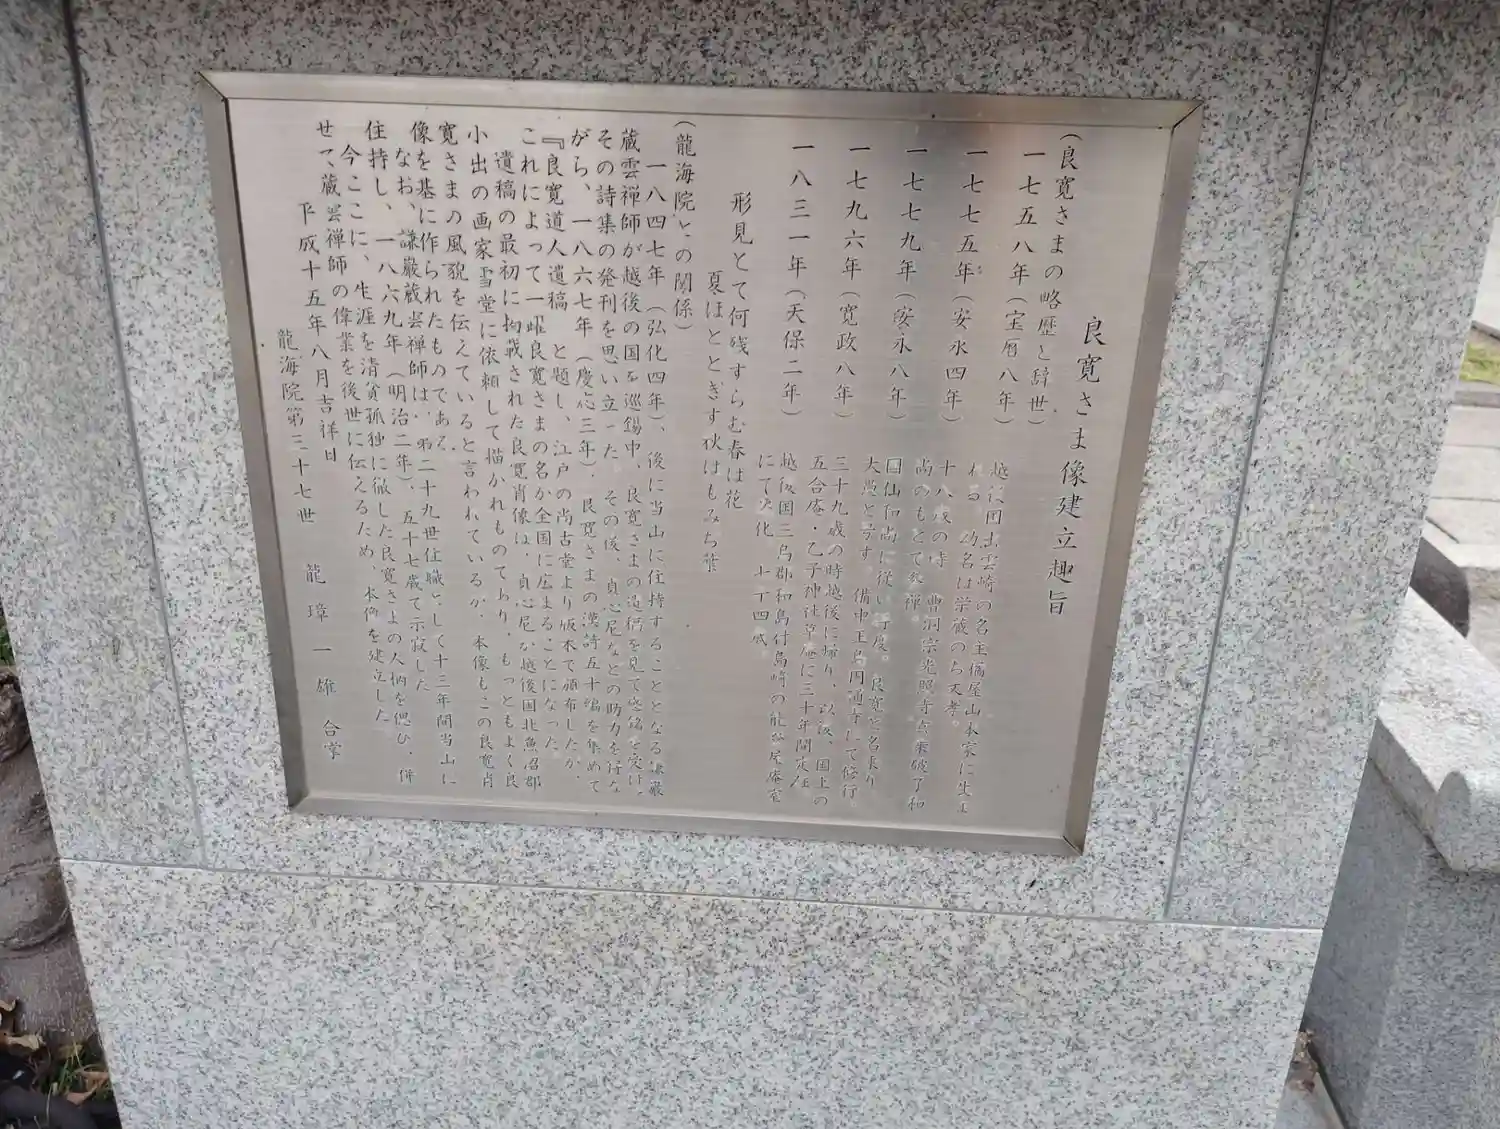 良寛さま像建立趣旨
(良寛さまの略歴と辞世)
一七五八年(宝暦八年) 越後国出雲崎の名主橘屋山本家に生ま
れる。幼名は栄蔵のち文孝。
一七七五年(安永四年) 十八歳の時、曹洞宗光照寺玄乗破了和
尚のもとで参禅。
一七七九年(安永八年) 国仙和尚に従い得度。良寛と名乗り
大愚と号す。備中玉島円通寺にて修行。
一七九六年(寛政八年) 三十九歳の時越後に帰り、以後、国上の
五合庵・乙子神社草庵に三十年間定住。
一八三一年(天保二年) 越後国三島郡和島村島崎の能登屋庵室
にて遷化 七十四歳。
形見とて何残すらむ春は花
夏ほととぎす秋はもみち葉
(龍海院との関係)
一八四七年(弘化四年)、後に当山に住持することとなる謙巖
蔵雲禅師が越後の国を巡錫中、良寛さまの遺稿を見て感銘を受け、
その詩集の発刊を思い立った。その後、貞心尼などの助力を得な
がら、一八六七年(慶応三年)、良寛さまの漢詩五十編を集めて
『良寛道人遺稿』と題し、江戸の尚古堂より版木で頒布したが、
これによって一躍良寛さまの名が全国に広まることになった。
遺稿の最初に掲載された良寛肖像は、貞心尼が越後国北魚沼郡
小出の画家雪堂に依頼して描かれものであり、もっともよく良
寛さまの風貌を伝えていると言われているが、本像もこの良寛肖
像を基に作られたものである。
なお、謙巖蔵雲禅師は、第二十九世住職として十三年間当山に
住持し、一八六九年(明治二年)、五十七歳で示寂した
今ここに、生涯を清貧孤独に徹した良寛さまの人柄を偲び、併
せて蔵雲禅師の偉業を後世に伝えるため、本像を建立した
平成十五年八月吉祥日
龍海院第三十七世 龍璋一雄 合掌